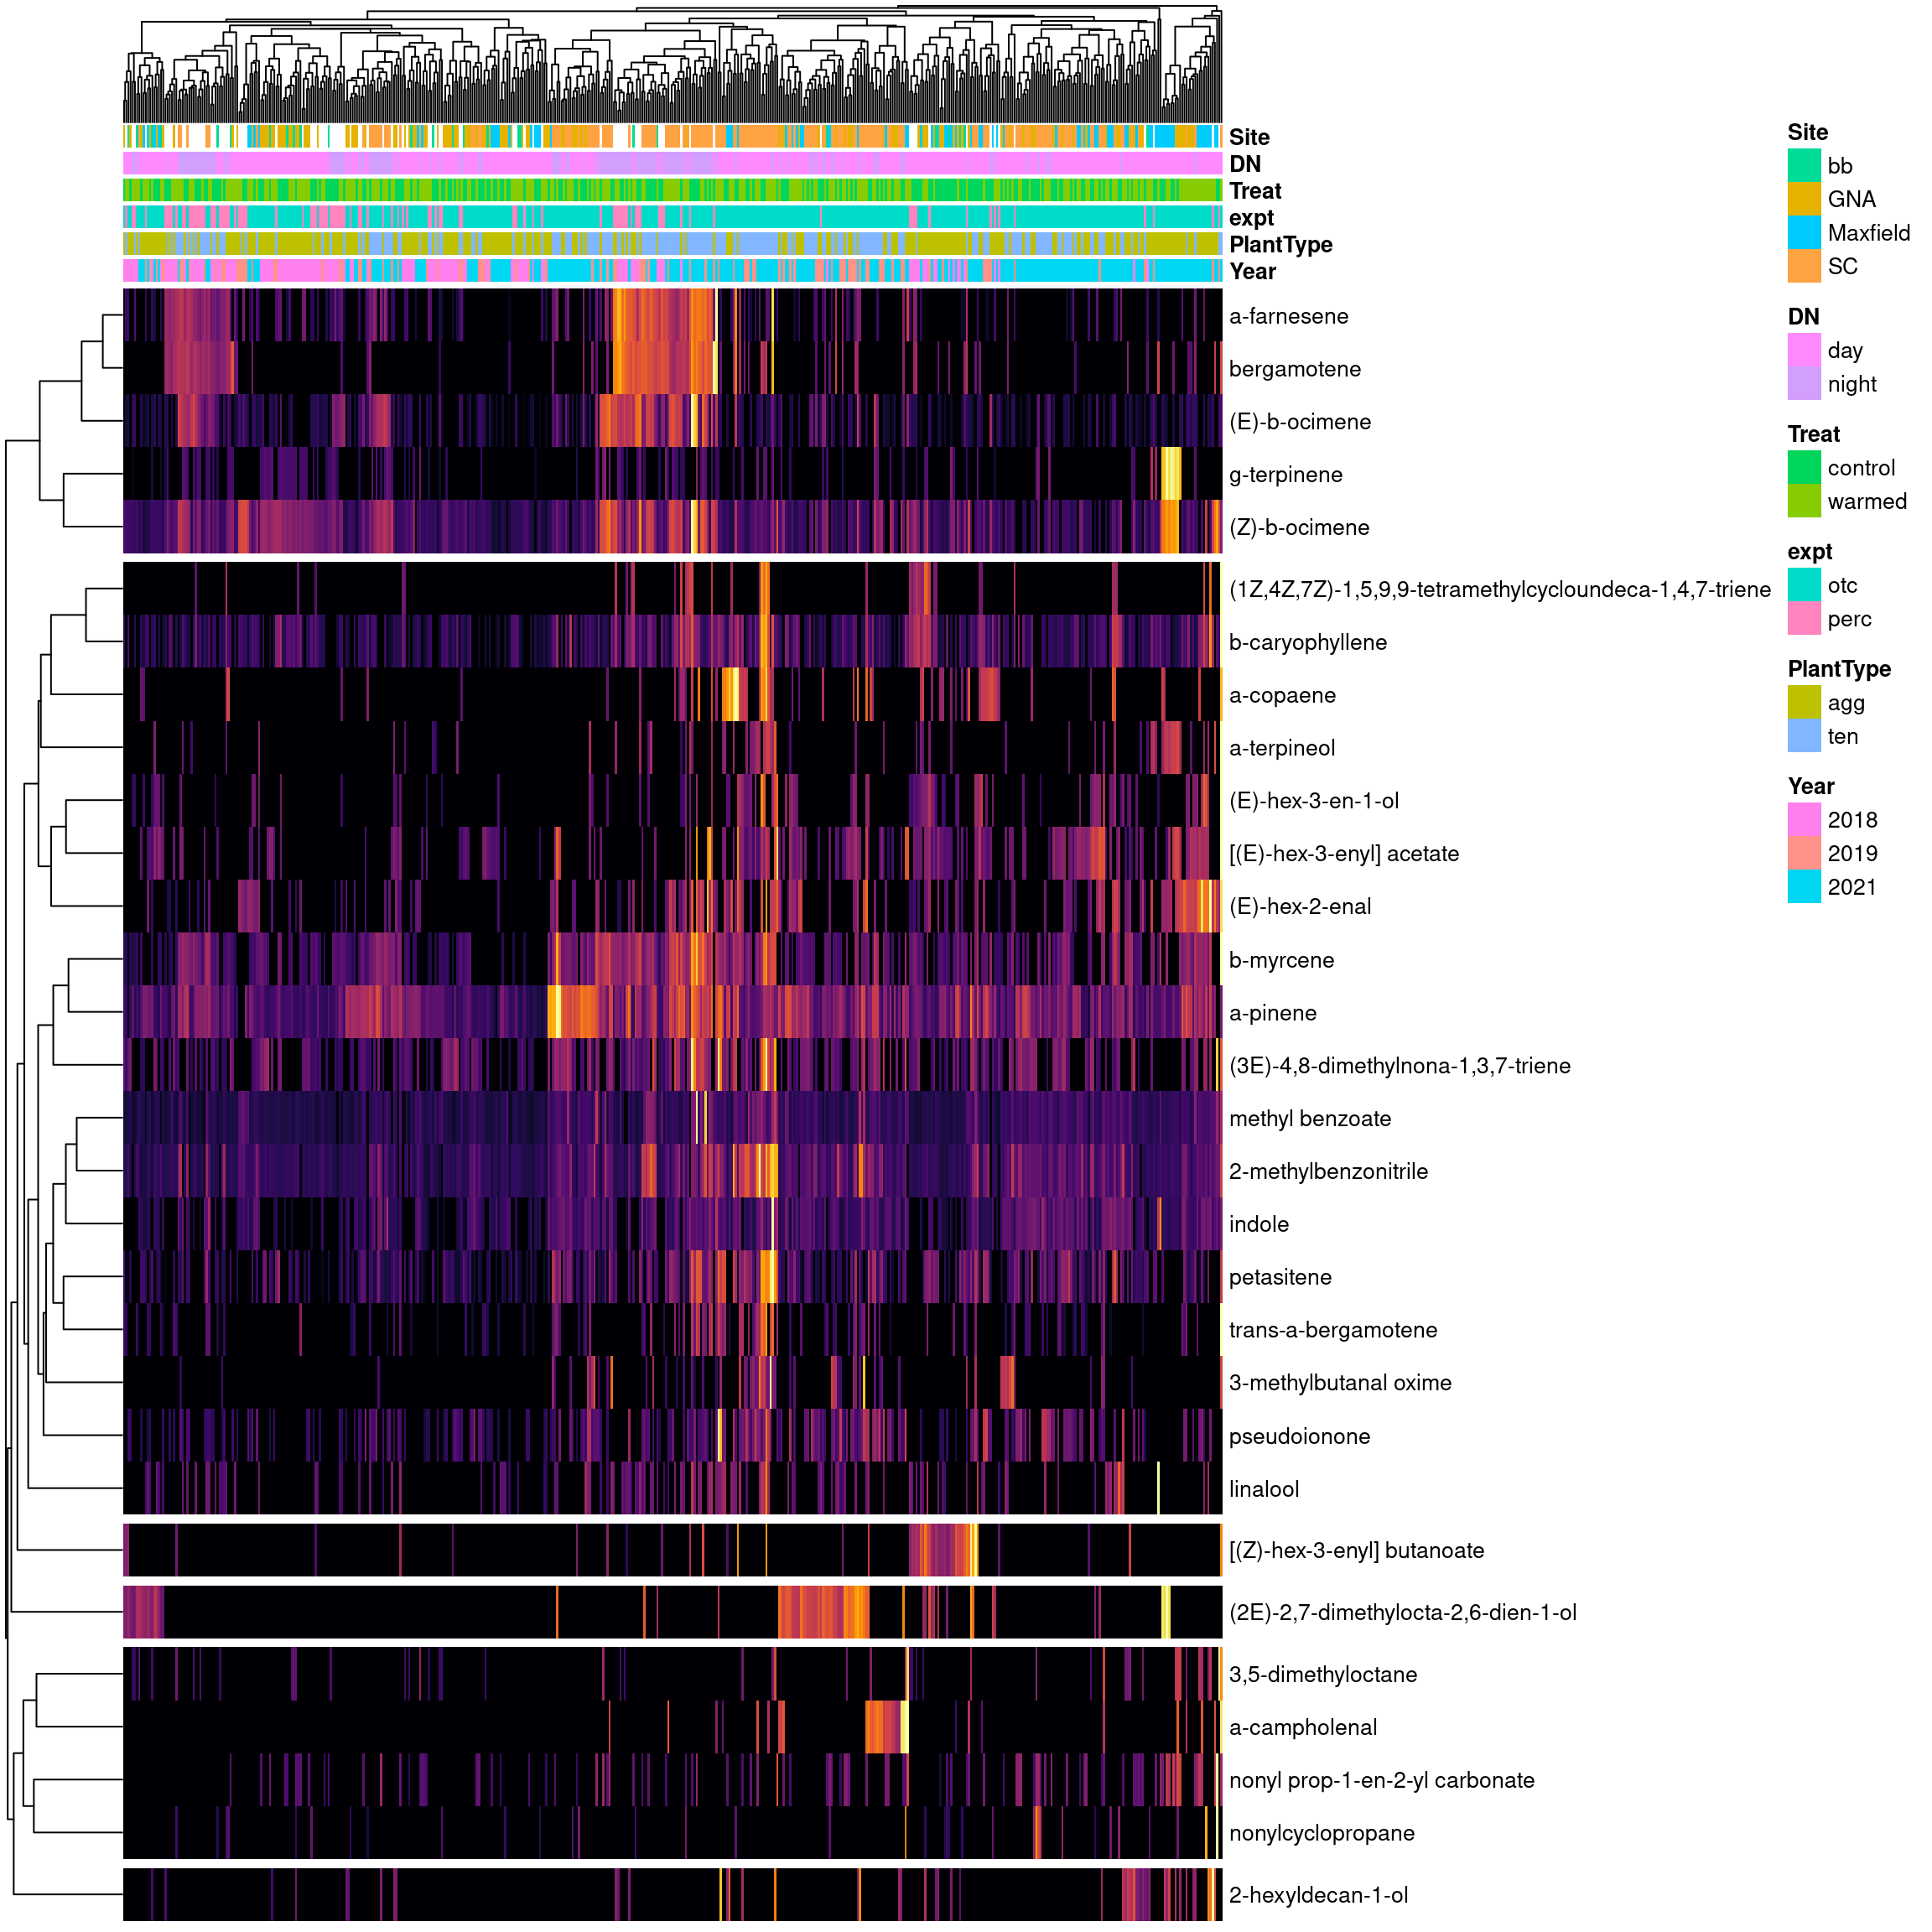 Site
DN
Treat
expt
PlantType
Year
a-farnesene
bergamotene
(E)-b-ocimene
g-terpinene
(Z)-b-ocimene
(1Z,4Z,7Z)-1,5,9,9-tetramethylcycloundeca-1,4,7-triene
b-caryophyllene
a-copaene
a-terpineol
(E)-hex-3-en-1-ol
[(E)-hex-3-enyl] acetate
(E)-hex-2-enal
b-myrcene
a-pinene
(3E)-4,8-dimethylnona-1,3,7-triene
methyl benzoate
2-methylbenzonitrile
indole
petasitene
trans-a-bergamotene
3-methylbutanal oxime
pseudoionone
linalool
[(Z)-hex-3-enyl] butanoate
(2E)-2,7-dimethylocta-2,6-dien-1-ol
3,5-dimethyloctane
a-campholenal
nonyl prop-1-en-2-yl carbonate
nonylcyclopropane
2-hexyldecan-1-ol
Site
bb
GNA
Maxfield
SC
DN
day
night
Treat
control
warmed
expt
otc
perc
PlantType
agg
ten
Year
2018
2019
2021